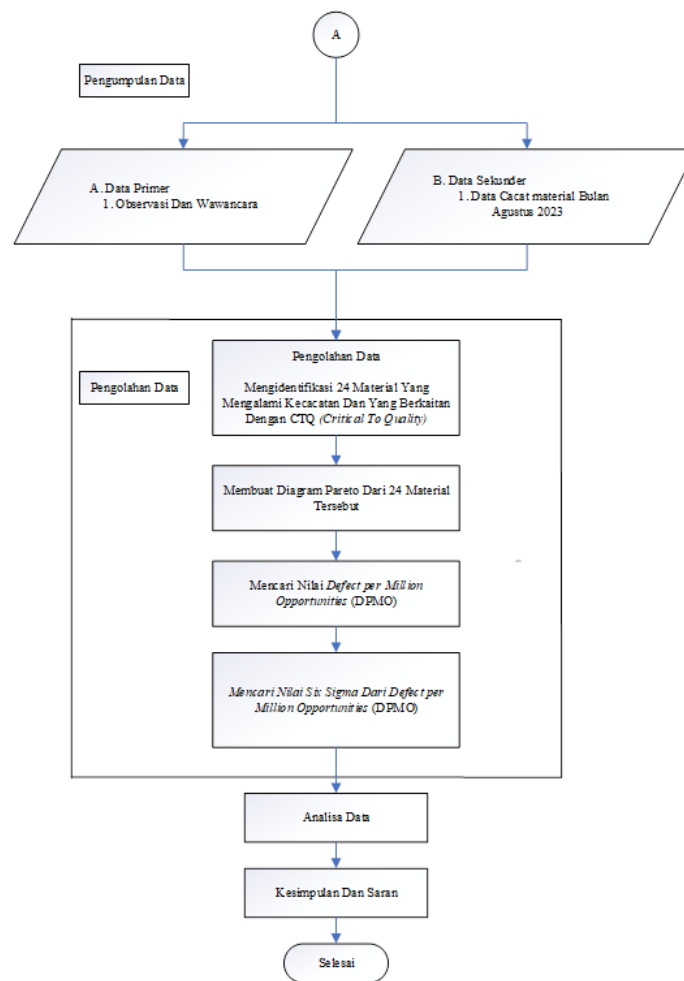 A
Pengumpulan Data
A. Data Primer
1. Observasi Dan Wawancara
B. Data Sekunder
1. Data Cacat material Bulan
Agustus 2023
Pengolahan Data
Pengolahan Data
Mengidentifikasi 24 Material Yang
Mengalami Kecacatan Dan Yang Berkaitan
Dengan CTQ (Critical To Quality)
Membuat Diagram Pareto Dari 24 Material
Tersebut
Mencari Nilai Defect per Million
Opportunities (DPMO)
Mencari Nilai Six Sigma Dari Defect per
Million Opportunities (DPMO)
Analisa Data
Kesimpulan Dan Saran
Selesai